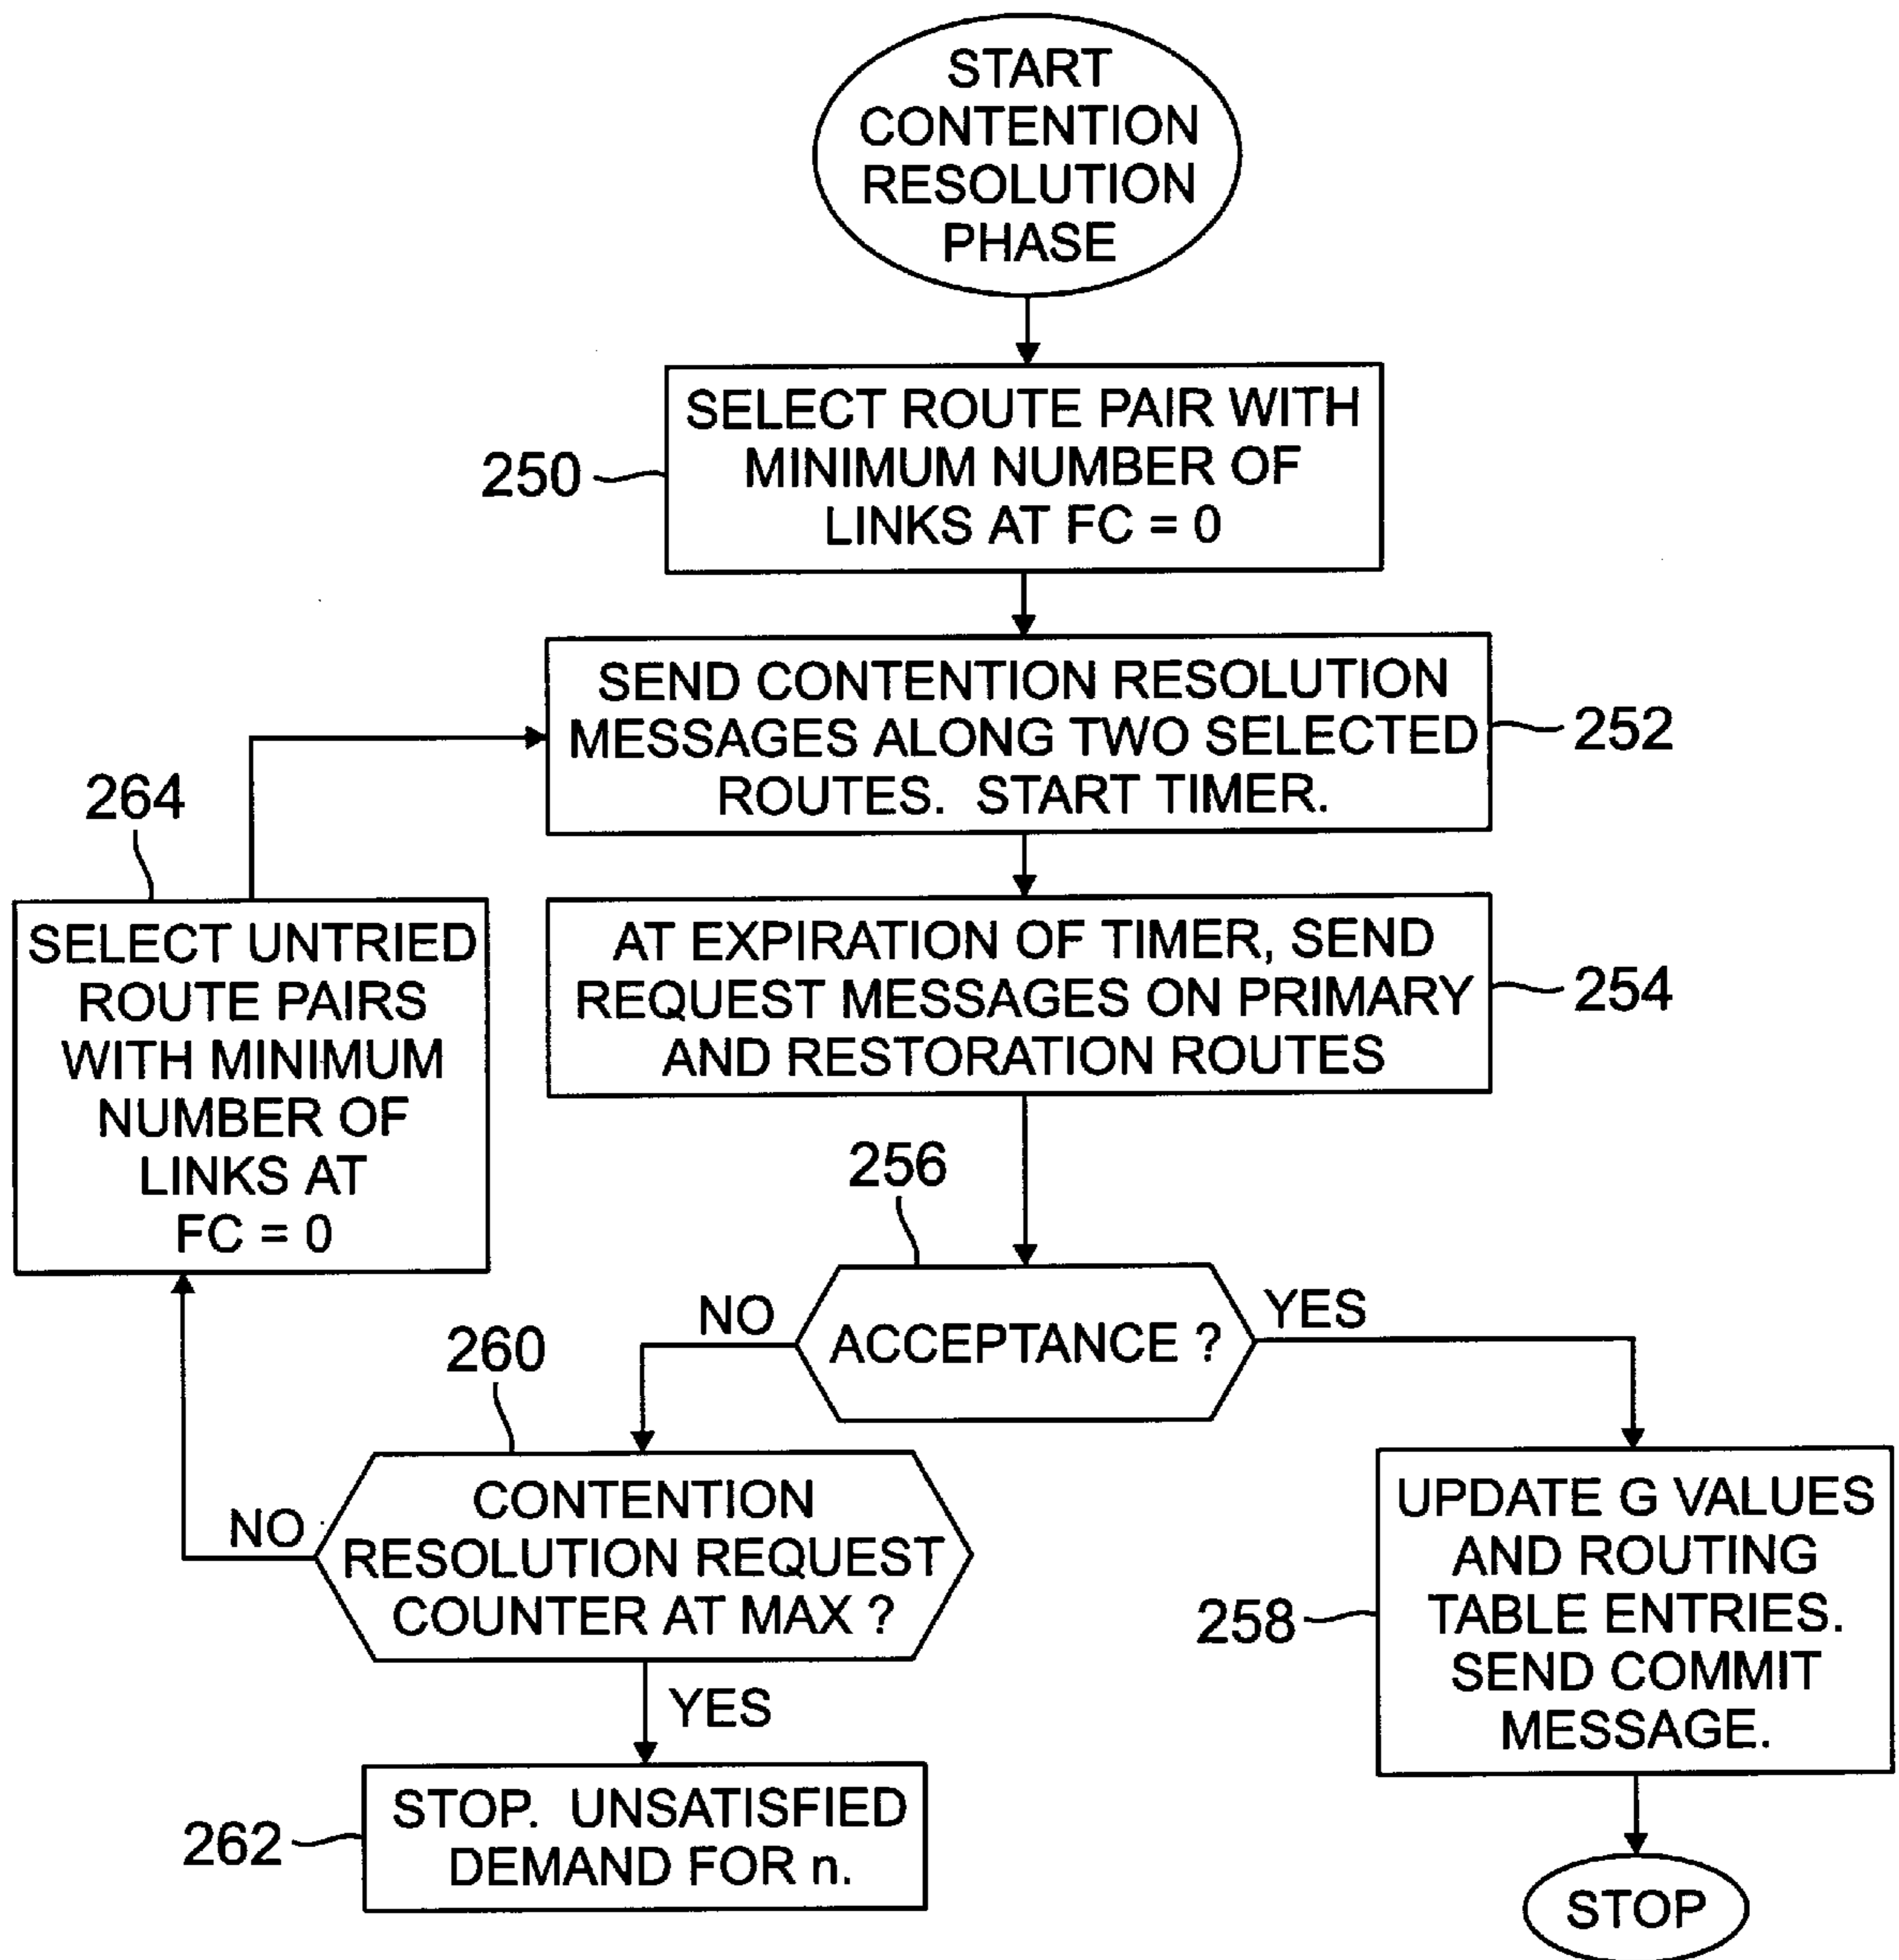 START
CONTENTION
RESOLUTION
PHASE
250
SELECT ROUTE PAIR WITH
MINIMUM NUMBER OF
LINKS AT FC = 0
252
SEND CONTENTION RESOLUTION
MESSAGES ALONG TWO SELECTED
ROUTES. START TIMER.
254
AT EXPIRATION OF TIMER, SEND
REQUEST MESSAGES ON PRIMARY
AND RESTORATION ROUTES
264
SELECT UNTRIED
ROUTE PAIRS
WITH MINIMUM
NUMBER OF
LINKS AT
FC = 0
256
NO
ACCEPTANCE ?
YES
260
CONTENTION
RESOLUTION REQUEST
COUNTER AT MAX ?
NO
YES
258
UPDATE G VALUES
AND ROUTING
TABLE ENTRIES.
SEND COMMIT
MESSAGE.
262
STOP. UNSATISFIED
DEMAND FOR n.
STOP